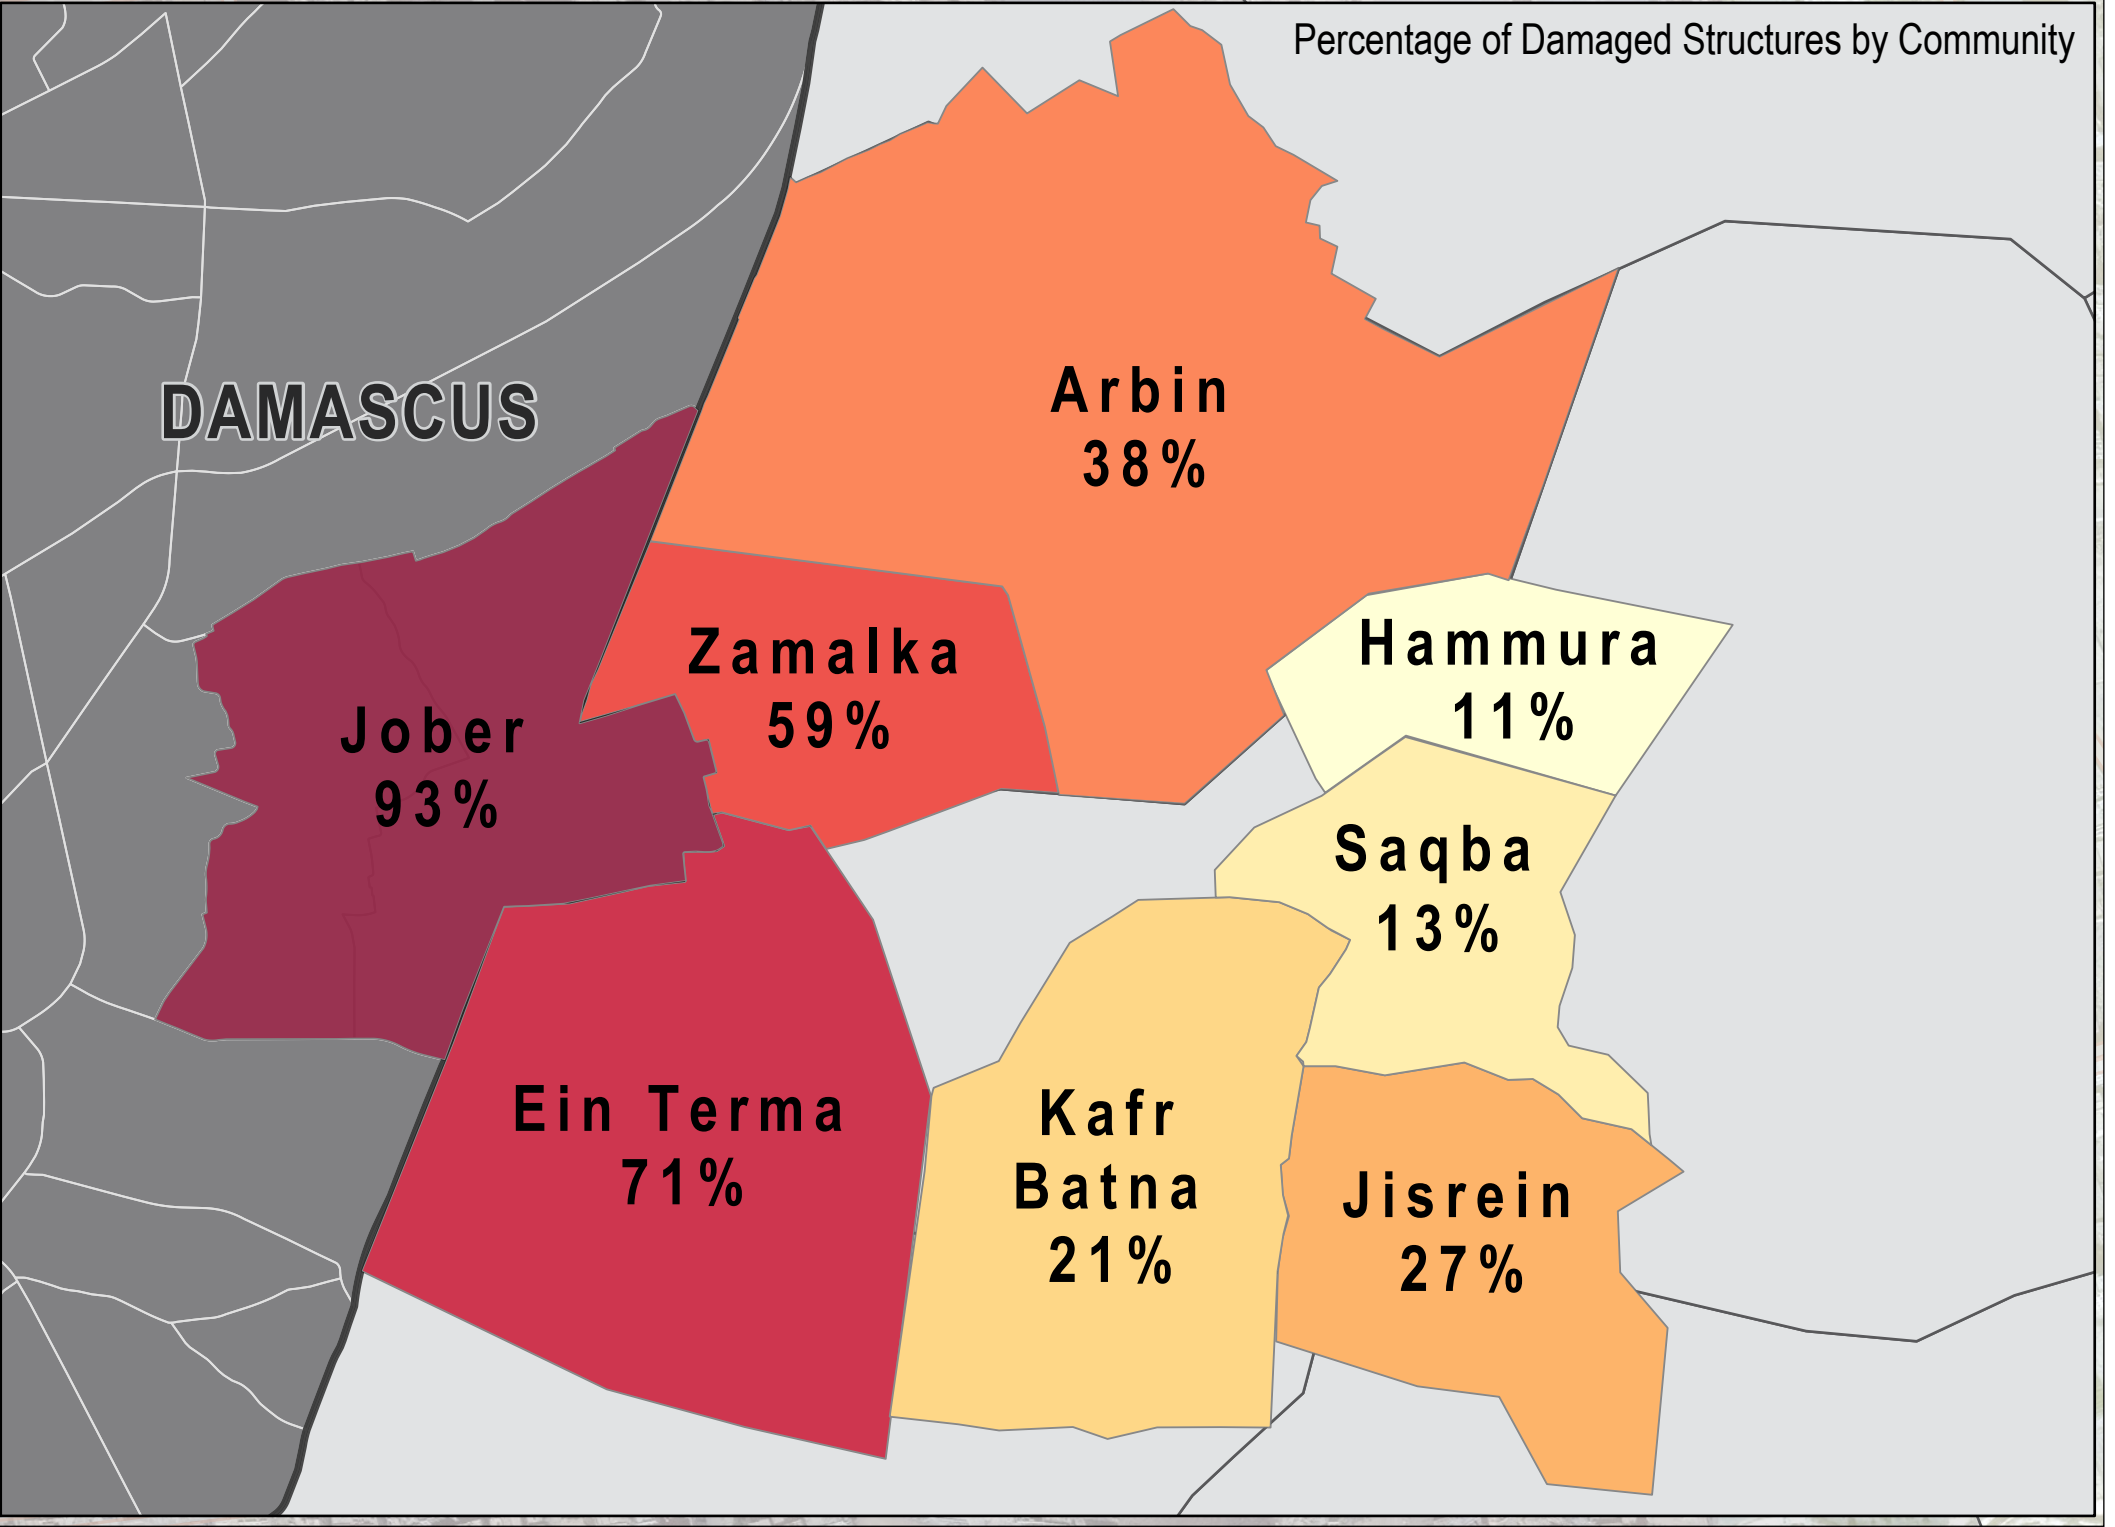 Percentage of Damaged Structures by Community
DAMASCUS
Arbin
38%
Zamalka
59%
Hammura
11%
Jober
93%
Saqba
13%
Ein Terma
71%
Kafr
Batna
21%
Jisrein
27%